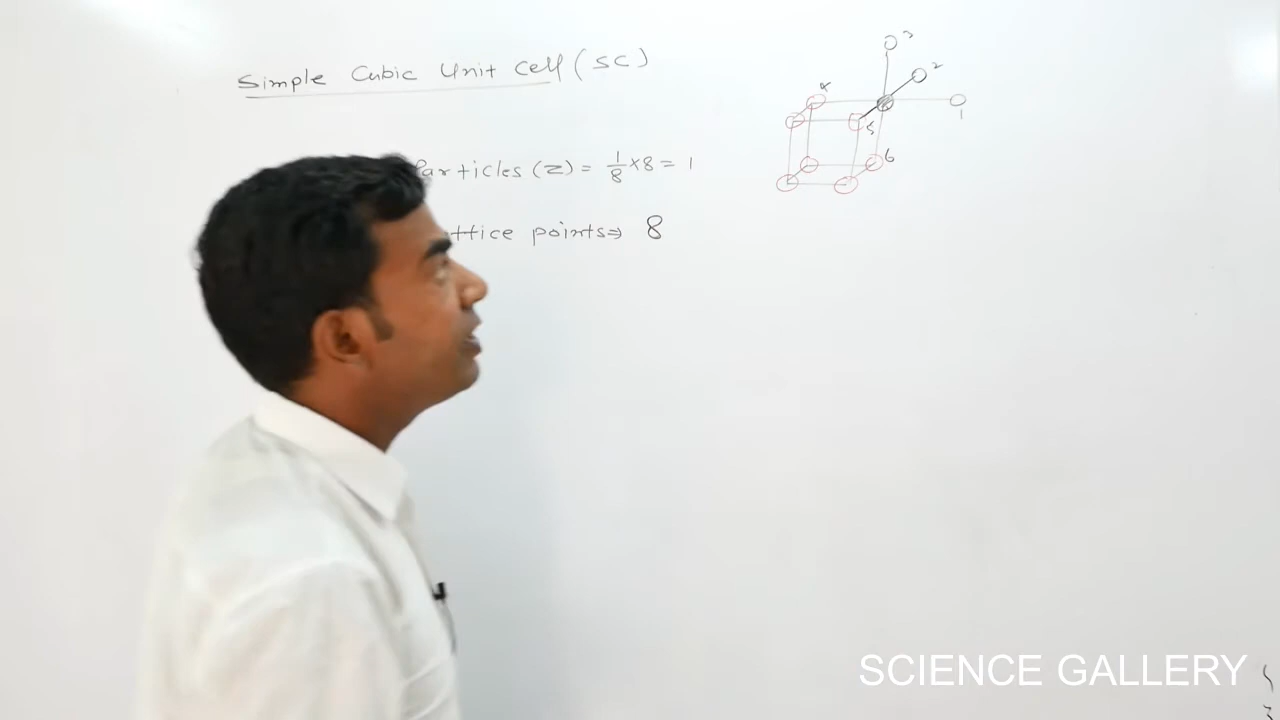 Simple Cubic Unit Cell (SC)
Particles (Z) = 1/8 × 8 = 1
ttice points ⇒ 8
3
2
1
4
5
6
SCIENCE GALLERY